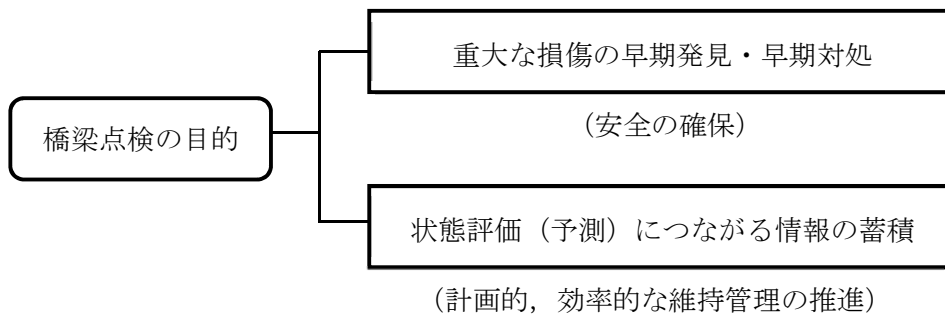 重大な損傷の早期発見・早期対処
(安全の確保)
橋梁点検の目的
状態評価(予測)につながる情報の蓄積
(計画的,効率的な維持管理の推進)